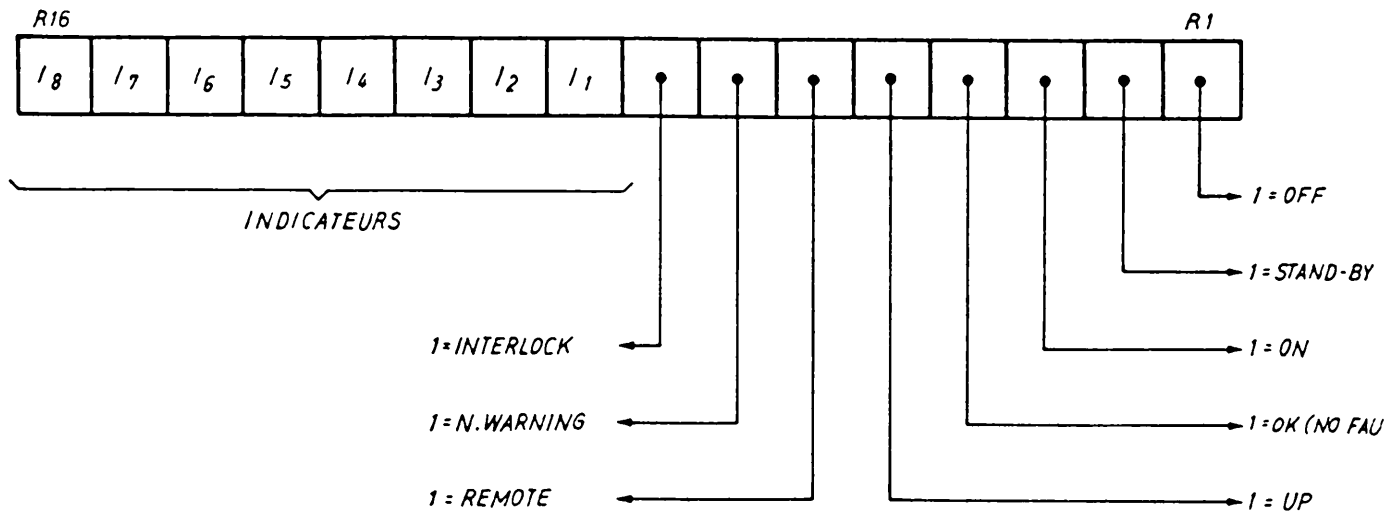 R16 R1
I8 I7 I6 I5 I4 I3 I2 I1
INDICATEURS
1 = OFF
1 = STAND-BY
1 = INTERLOCK
1 = ON
1 = N.WARNING
1 = OK (NO FAU
1 = REMOTE
1 = UP